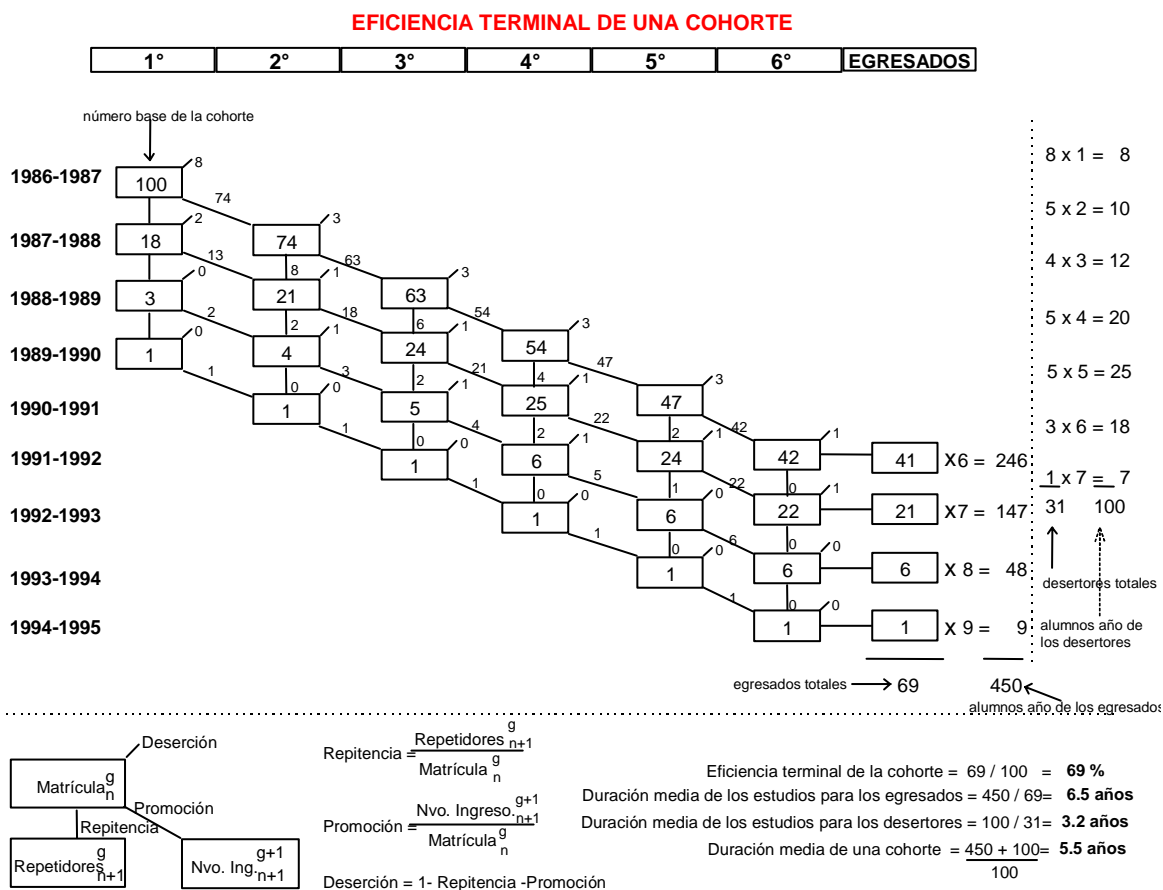 EFICIENCIA TERMINAL DE UNA COHORTE
1° 2° 3° 4° 5° 6° EGRESADOS
número base de la cohorte
8 8 x 1 = 8
1986-1987 100
74 5 x 2 = 10
2 3
1987-1988 18 74
13 63 4 x 3 = 12
0 8 1 3
1988-1989 3 21 63
2 18 54 5 x 4 = 20
0 2 1 6 1 3
1989-1990 1 4 24 54
1 3 21 47 5 x 5 = 25
0 0 2 1 4 1 3
1990-1991 1 5 25 47
1 4 22 42 3 x 6 = 18
0 0 2 1 2 1 1
1991-1992 1 6 24 42 41 X6 = 246
1 5 22 1 x 7 = 7
0 0 1 0 0 1
1992-1993 1 6 22 21 X7 = 147 31 100
1 6
0 0 0 0
1993-1994 1 6 6 X 8 = 48
desertores totales
1
0 0
1994-1995 1 1 X 9 = 9
alumnos año de
los desertores
egresados totales 69 450
alumnos año de los egresados
Deserción
Matrícula g n
Promoción
Repitencia
Repetidores g n+1
Nvo. Ing. g+1 n+1
Repitencia = Repetidores g n+1
Matrícula g n
Promoción = Nvo. Ingreso. g+1 n+1
Matrícula g n
Deserción = 1- Repitencia -Promoción
Eficiencia terminal de la cohorte = 69 / 100 = 69 %
Duración media de los estudios para los egresados = 450 / 69= 6.5 años
Duración media de los estudios para los desertores = 100 / 31= 3.2 años
Duración media de una cohorte = 450 + 100= 5.5 años
100